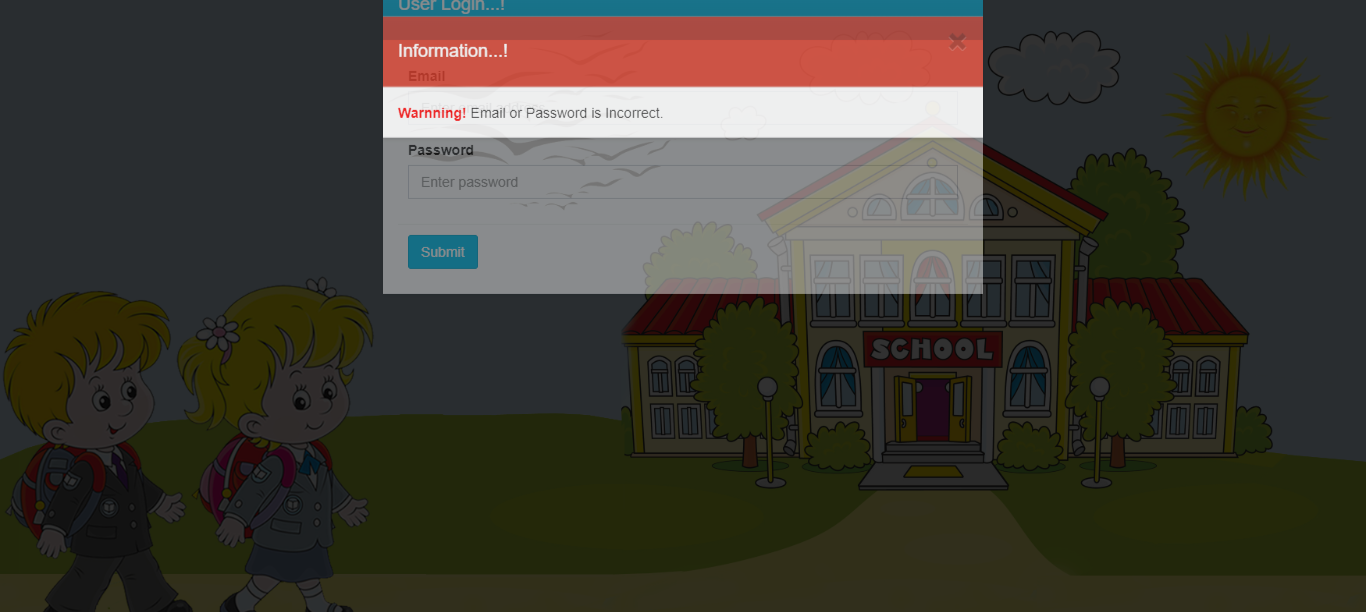 User Login...!
Information...!
Email
Warnning! Email or Password is Incorrect.
Password
Enter password
Submit
SCHOOL